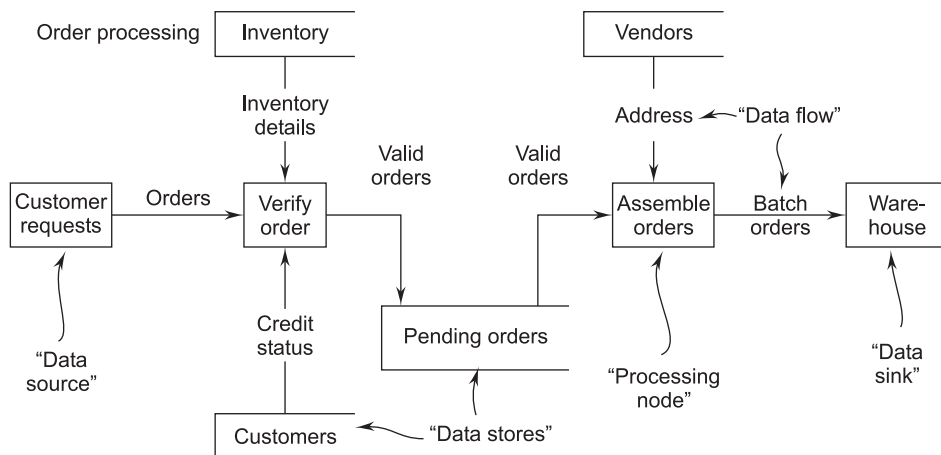 Order processing
Inventory
Vendors
Inventory
details
Address
“Data flow”
Valid
orders
Valid
orders
Customer
requests
Orders
Verify
order
Assemble
orders
Batch
orders
Ware-
house
Credit
status
Pending orders
“Data
source”
“Processing
node”
“Data
sink”
Customers
“Data stores”